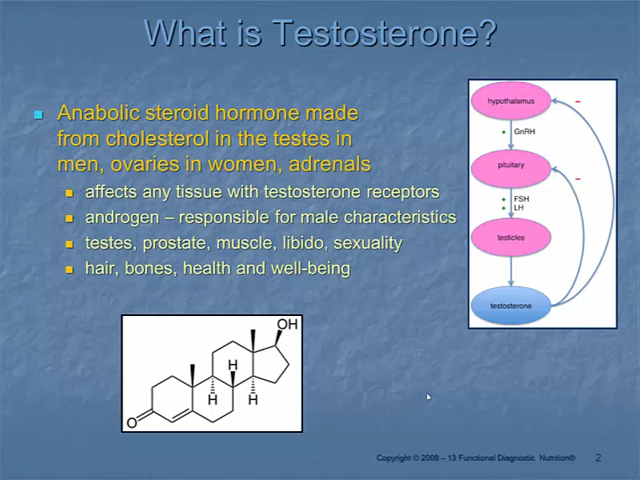 What is Testosterone?
Anabolic steroid hormone made
from cholesterol in the testes in
men, ovaries in women, adrenals
affects any tissue with testosterone receptors
androgen – responsible for male characteristics
testes, prostate, muscle, libido, sexuality
hair, bones, health and well-being
hypothalamus
–
+ GnRH
pituitary
–
+ FSH
+ LH
testicles
testosterone
OH
H
H
H
O
Copyright © 2008 – 13 Functional Diagnostic Nutrition®
2